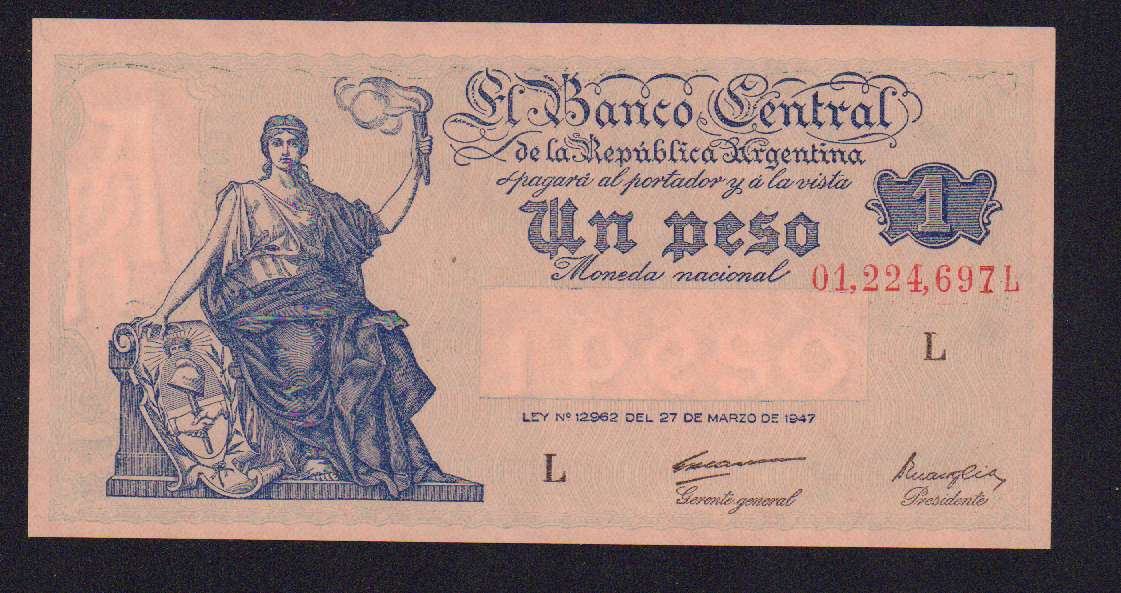 El Banco Central
de la República Argentina
pagará al portador y á la vista
Un peso
1
Moneda nacional
01,224,697 L
L
LEY Nº 12962 DEL 27 DE MARZO DE 1947
L
Gerente general
Presidente